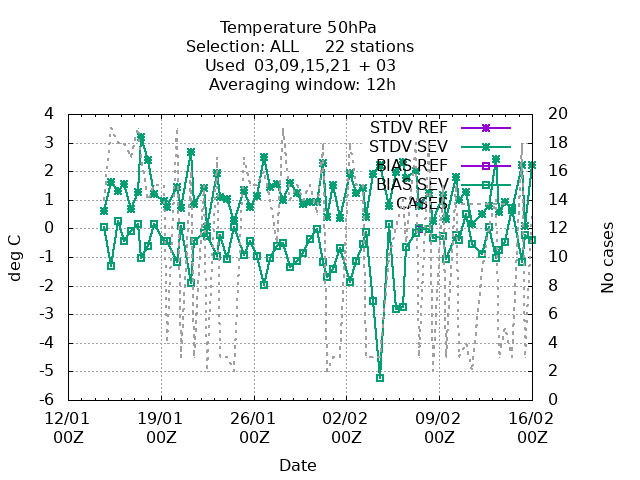 Temperature 50hPa
Selection: ALL 22 stations
Used 03,09,15,21 + 03
Averaging window: 12h
STDV REF
STDV SEV
BIAS REF
BIAS SEV
CASES
deg C
4
3
2
1
0
-1
-2
-3
-4
-5
-6
No cases
20
18
16
14
12
10
8
6
4
2
0
12/01 19/01 26/01 02/02 09/02 16/02
00Z 00Z 00Z 00Z 00Z 00Z
Date